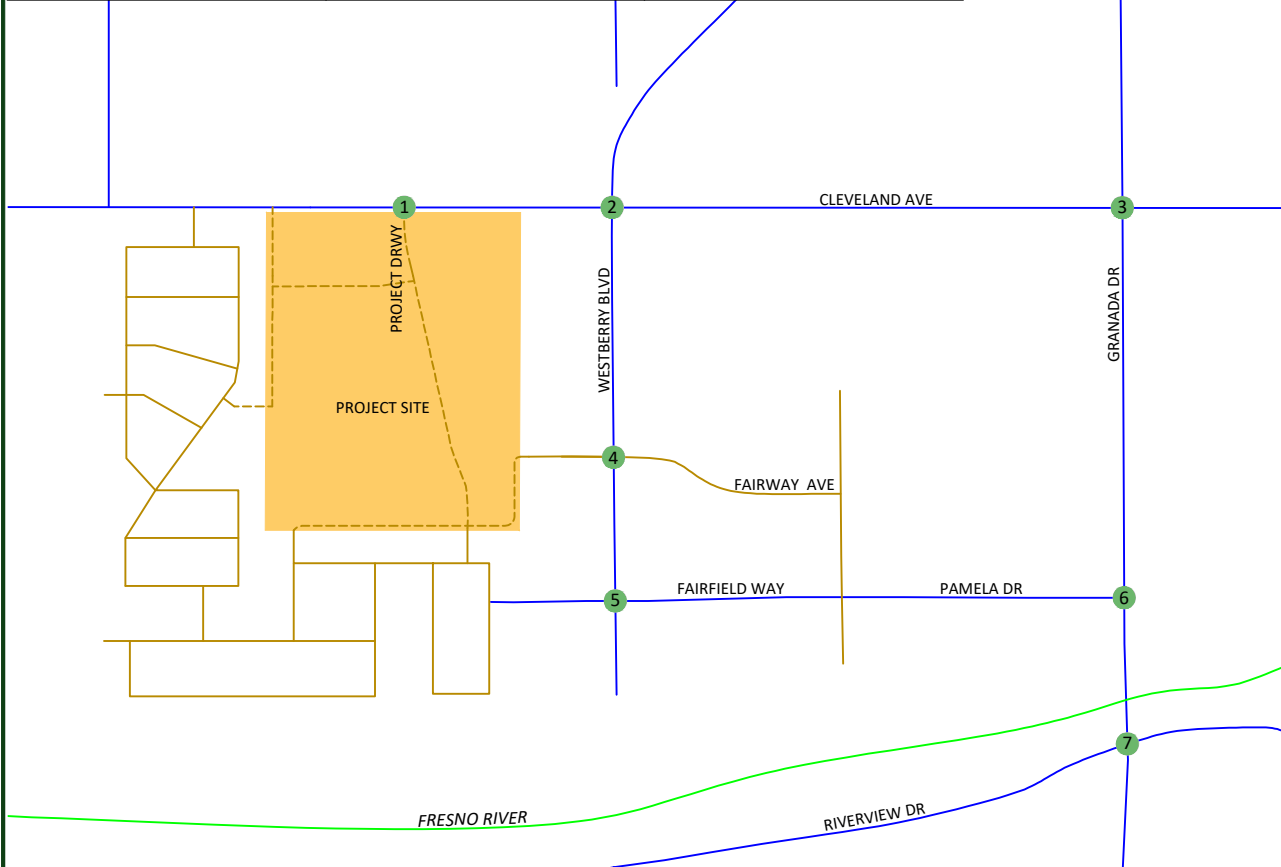 CLEVELAND AVE
1
2
3
PROJECT DRWY
WESTBERRY BLVD
GRANADA DR
PROJECT SITE
4
FAIRWAY  AVE
FAIRFIELD WAY
PAMELA DR
5
6
7
FRESNO RIVER
RIVERVIEW DR